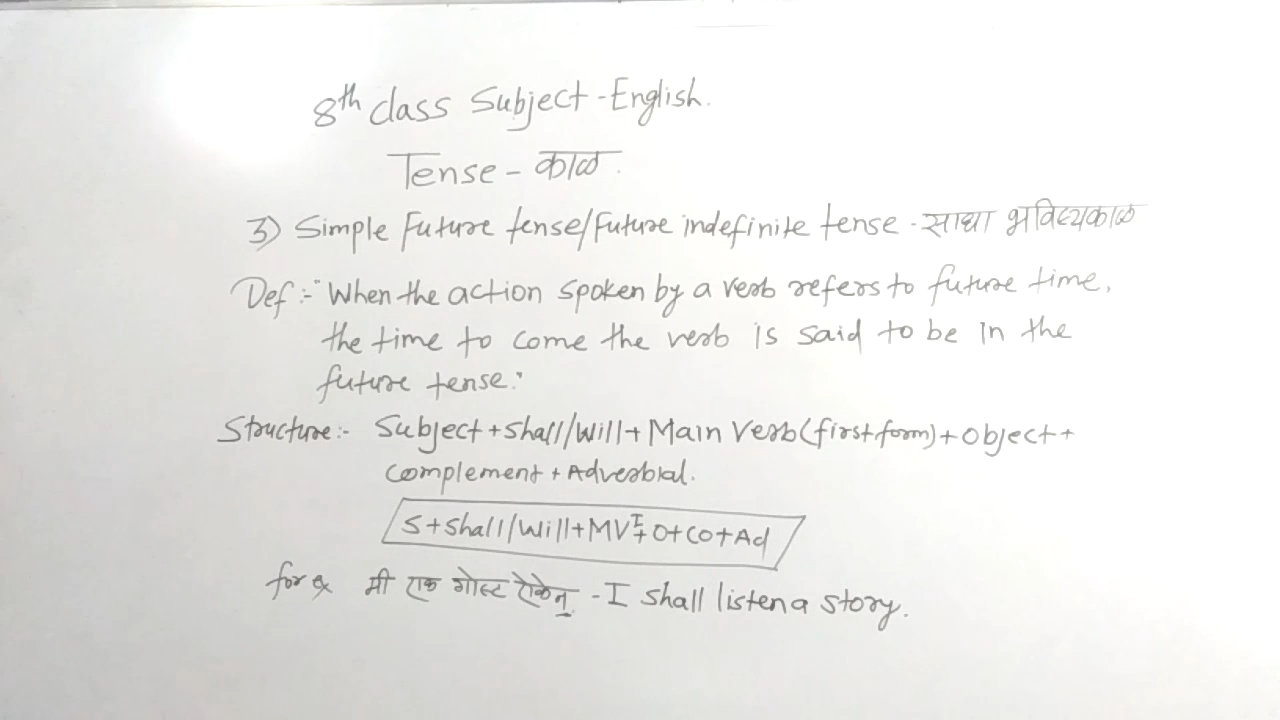 8th class Subject - English.
Tense - काळ.
3) Simple Future tense/Future indefinite tense - साधा भविष्यकाळ
Def :- "When the action spoken by a verb refers to future time,
the time to come the verb is said to be in the
future tense."
Structure:- Subject + Shall/Will + Main Verb (first form) + Object +
Complement + Adverbial.
S + Shall/Will + MVI + O + CO + Ad
for ex मी एक गोस्ट ऐकेन. - I shall listen a story.